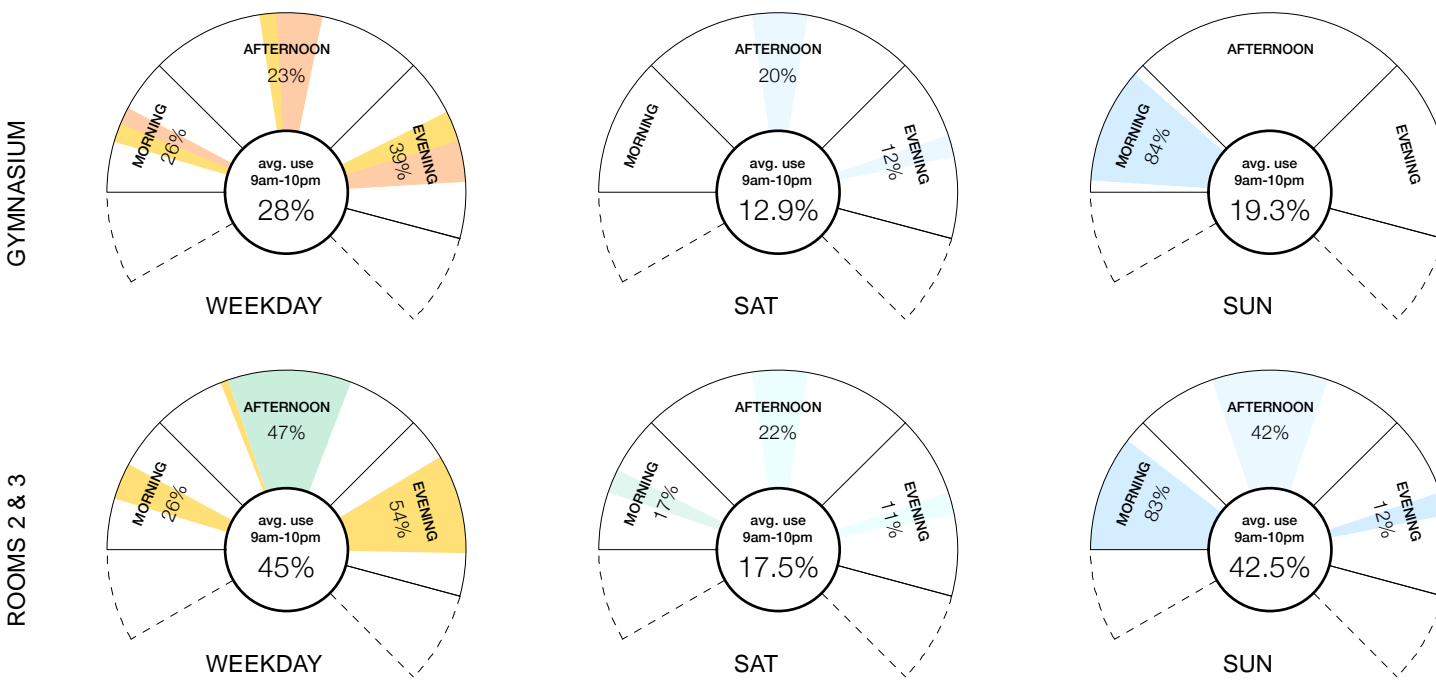 GYMNASIUM
MORNING
26%
AFTERNOON
23%
EVENING
39%
avg. use
9am-10pm
28%
WEEKDAY
MORNING
AFTERNOON
20%
EVENING
12%
avg. use
9am-10pm
12.9%
SAT
MORNING
84%
AFTERNOON
EVENING
avg. use
9am-10pm
19.3%
SUN
ROOMS 2 & 3
MORNING
26%
AFTERNOON
47%
EVENING
54%
avg. use
9am-10pm
45%
WEEKDAY
MORNING
17%
AFTERNOON
22%
EVENING
11%
avg. use
9am-10pm
17.5%
SAT
MORNING
83%
AFTERNOON
42%
EVENING
12%
avg. use
9am-10pm
42.5%
SUN